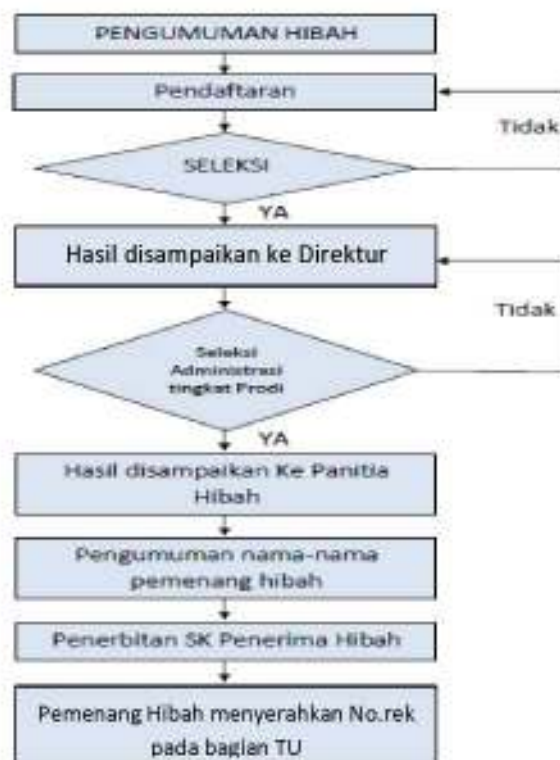 PENGUMUMAN HIBAH
Pendaftaran
Tidak
SELEKSI
YA
Hasil disampaikan ke Direktur
Tidak
Seleksi
Administrasi
tingkat Prodi
YA
Hasil disampaikan Ke Panitia
Hibah
Pengumuman nama-nama
pemenang hibah
Penerbitan SK Penerima Hibah
Pemenang Hibah menyerahkan No.rek
pada bagian TU